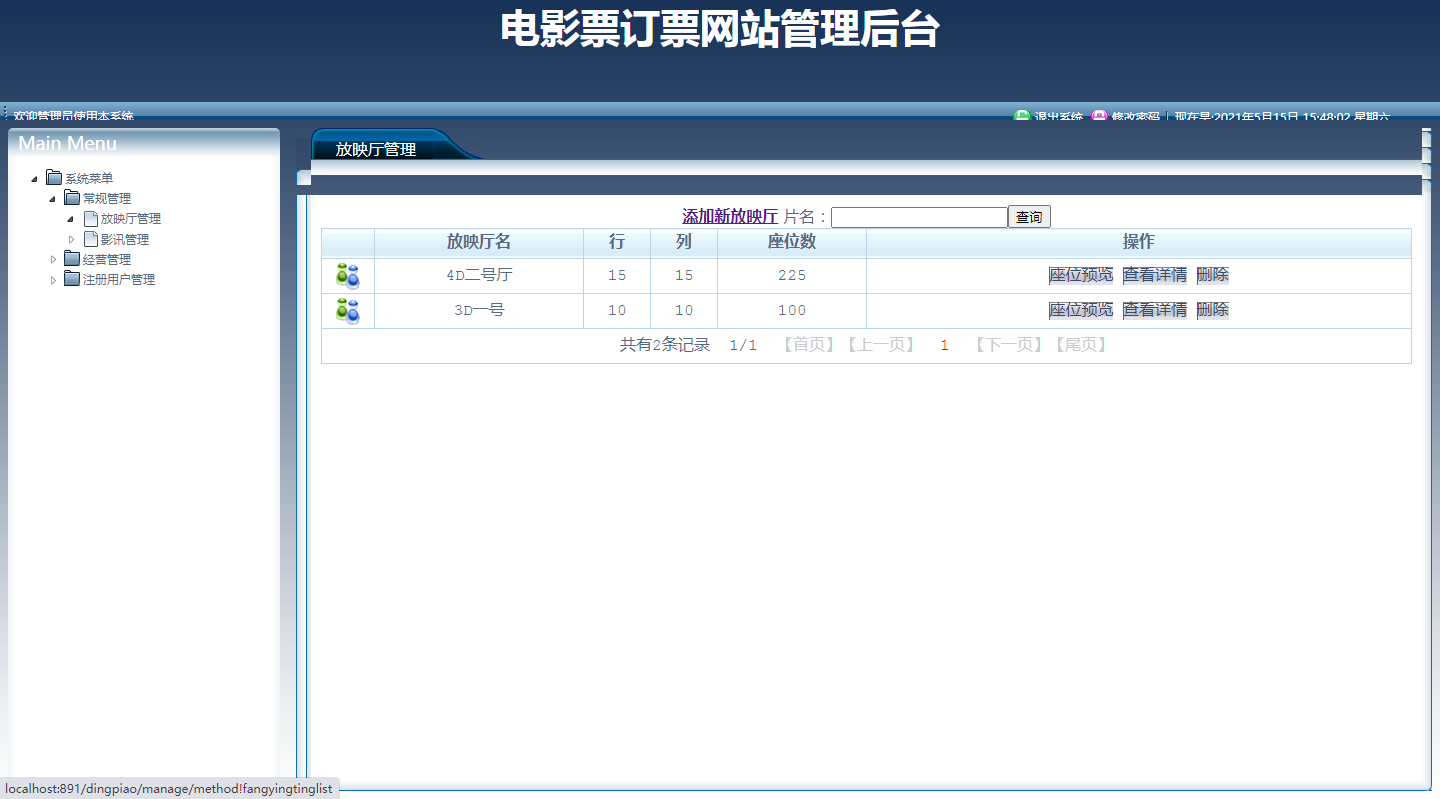 电影票订票网站管理后台
欢迎管理员使用本系统 退出系统 修改密码 现在是:2021年5月15日 15:48:02 星期六
Main Menu
系统菜单
常规管理
放映厅管理
影讯管理
经营管理
注册用户管理
放映厅管理
添加新放映厅 片名： 查询
放映厅名 行 列 座位数 操作
4D二号厅 15 15 225 座位预览 查看详情 删除
3D一号 10 10 100 座位预览 查看详情 删除
共有2条记录 1/1 【首页】【上一页】 1 【下一页】【尾页】
localhost:891/dingpiao/manage/method!fangyingtinglist